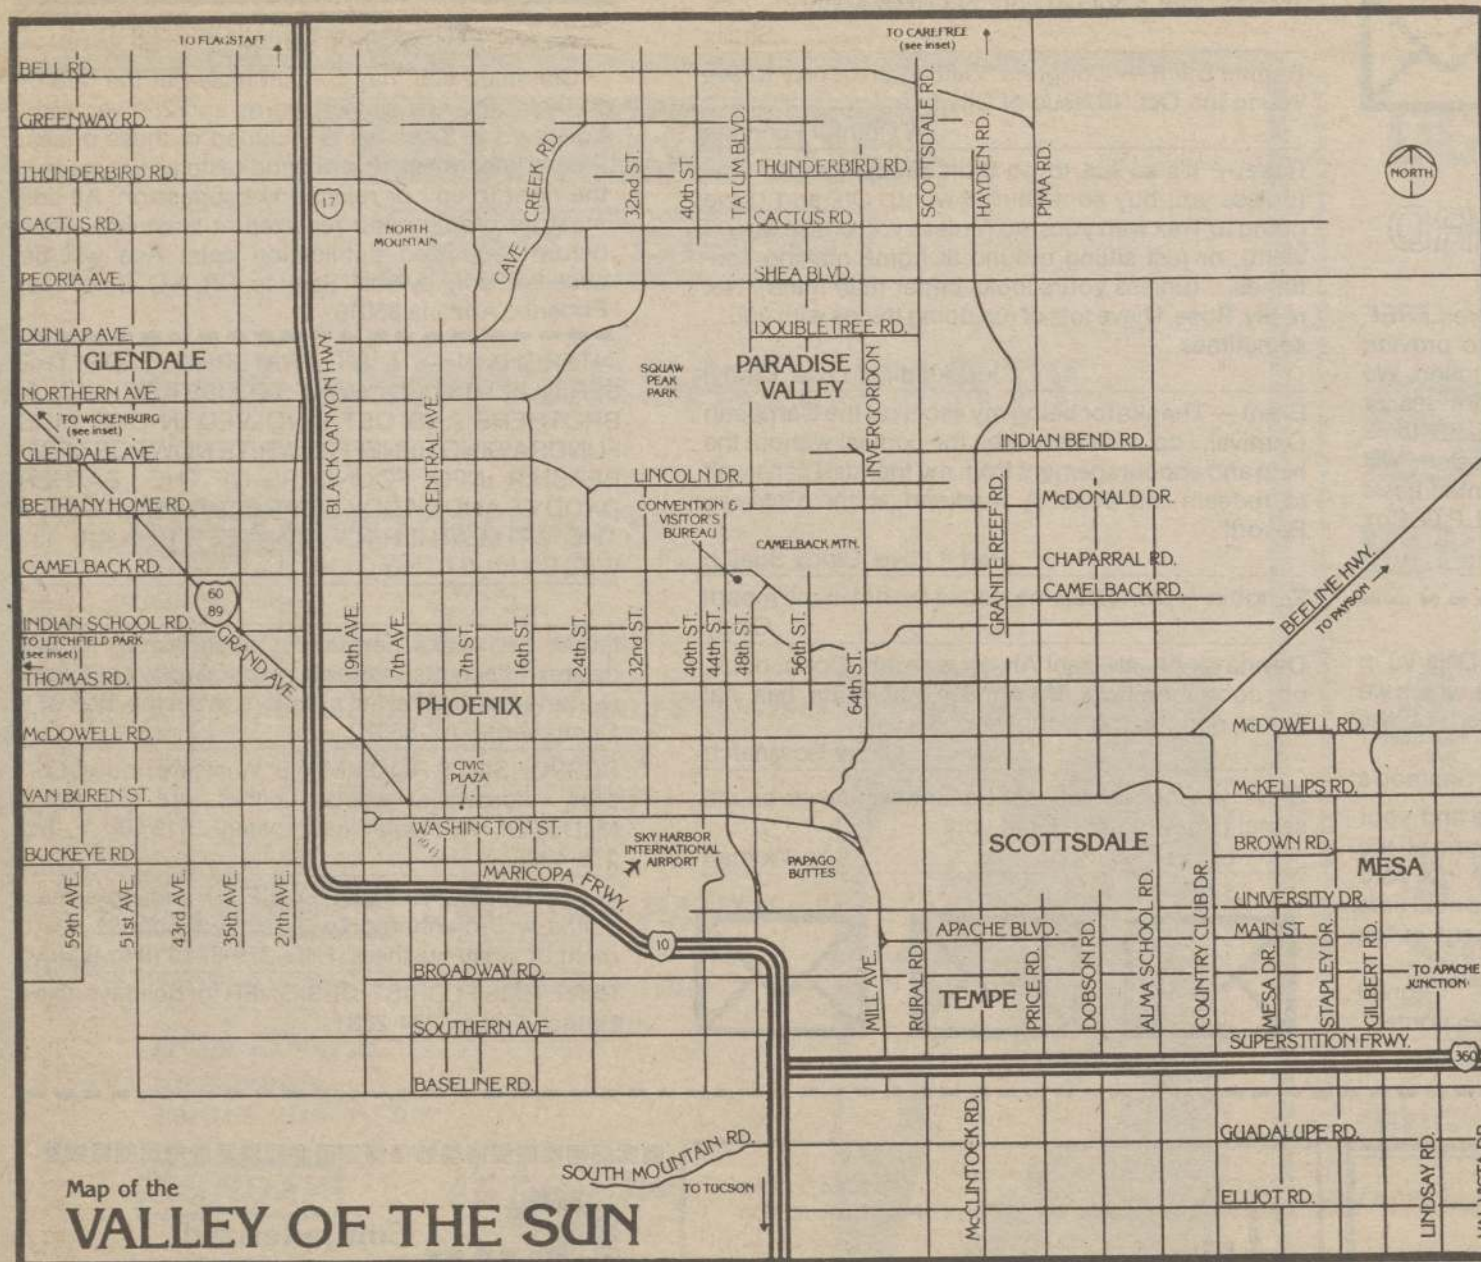 TO FLAGSTAFF
TO CAREFREE
(see inset)
BELL RD.
GREENWAY RD.
THUNDERBIRD RD.
CACTUS RD.
PEORIA AVE.
DUNLAP AVE.
GLENDALE
NORTHERN AVE.
TO WICKENBURG
(see inset)
GLENDALE AVE.
BETHANY HOME RD.
CAMELBACK RD.
60
89
INDIAN SCHOOL RD.
TO LITCHFIELD PARK
(see inset)
GRAND AVE.
THOMAS RD.
McDOWELL RD.
VAN BUREN ST.
BUCKEYE RD
59th AVE.
51st AVE.
43rd AVE.
35th AVE.
27th AVE.
17
BLACK CANYON HWY.
NORTH
MOUNTAIN
CAVE CREEK RD
32nd ST.
40th ST.
TATUM BLVD.
THUNDERBIRD RD.
CACTUS RD.
SHEA BLVD.
DOUBLETREE RD.
SCOTTSDALE RD.
HAYDEN RD.
PIMA RD.
NORTH
SQUAW
PEAK
PARK
PARADISE
VALLEY
INVERGORDON
CENTRAL AVE.
LINCOLN DR.
CONVENTION &
VISITOR'S
BUREAU
CAMELBACK MTN.
INDIAN BEND RD.
McDONALD DR.
GRANITE REEF RD.
CHAPARRAL RD.
CAMELBACK RD.
BEELINE HWY.
TO PAYSON
19th AVE.
7th AVE.
7th ST.
16th ST.
24th ST.
32nd ST.
40th ST.
44th ST.
48th ST.
56th ST.
64th ST.
PHOENIX
CIVIC
PLAZA
WASHINGTON ST.
MARICOPA FRWY.
SKY HARBOR
INTERNATIONAL
AIRPORT
PAPAGO
BUTTES
10
SCOTTSDALE
McDOWELL RD.
McKELLIPS RD.
BROWN RD.
MESA
UNIVERSITY DR.
MAIN ST.
APACHE BLVD.
TEMPE
MILL AVE.
RURAL RD.
PRICE RD.
DOBSON RD.
ALMA SCHOOL RD.
COUNTRY CLUB DR.
MESA DR.
STAPLEY DR.
GILBERT RD.
TO APACHE
JUNCTION
BROADWAY RD.
SOUTHERN AVE.
BASELINE RD.
SUPERSTITION FRWY.
360
SOUTH MOUNTAIN RD.
TO TUCSON
McCLINTOCK RD.
GUADALUPE RD.
ELLIOT RD.
LINDSAY RD.
Map of the
VALLEY OF THE SUN